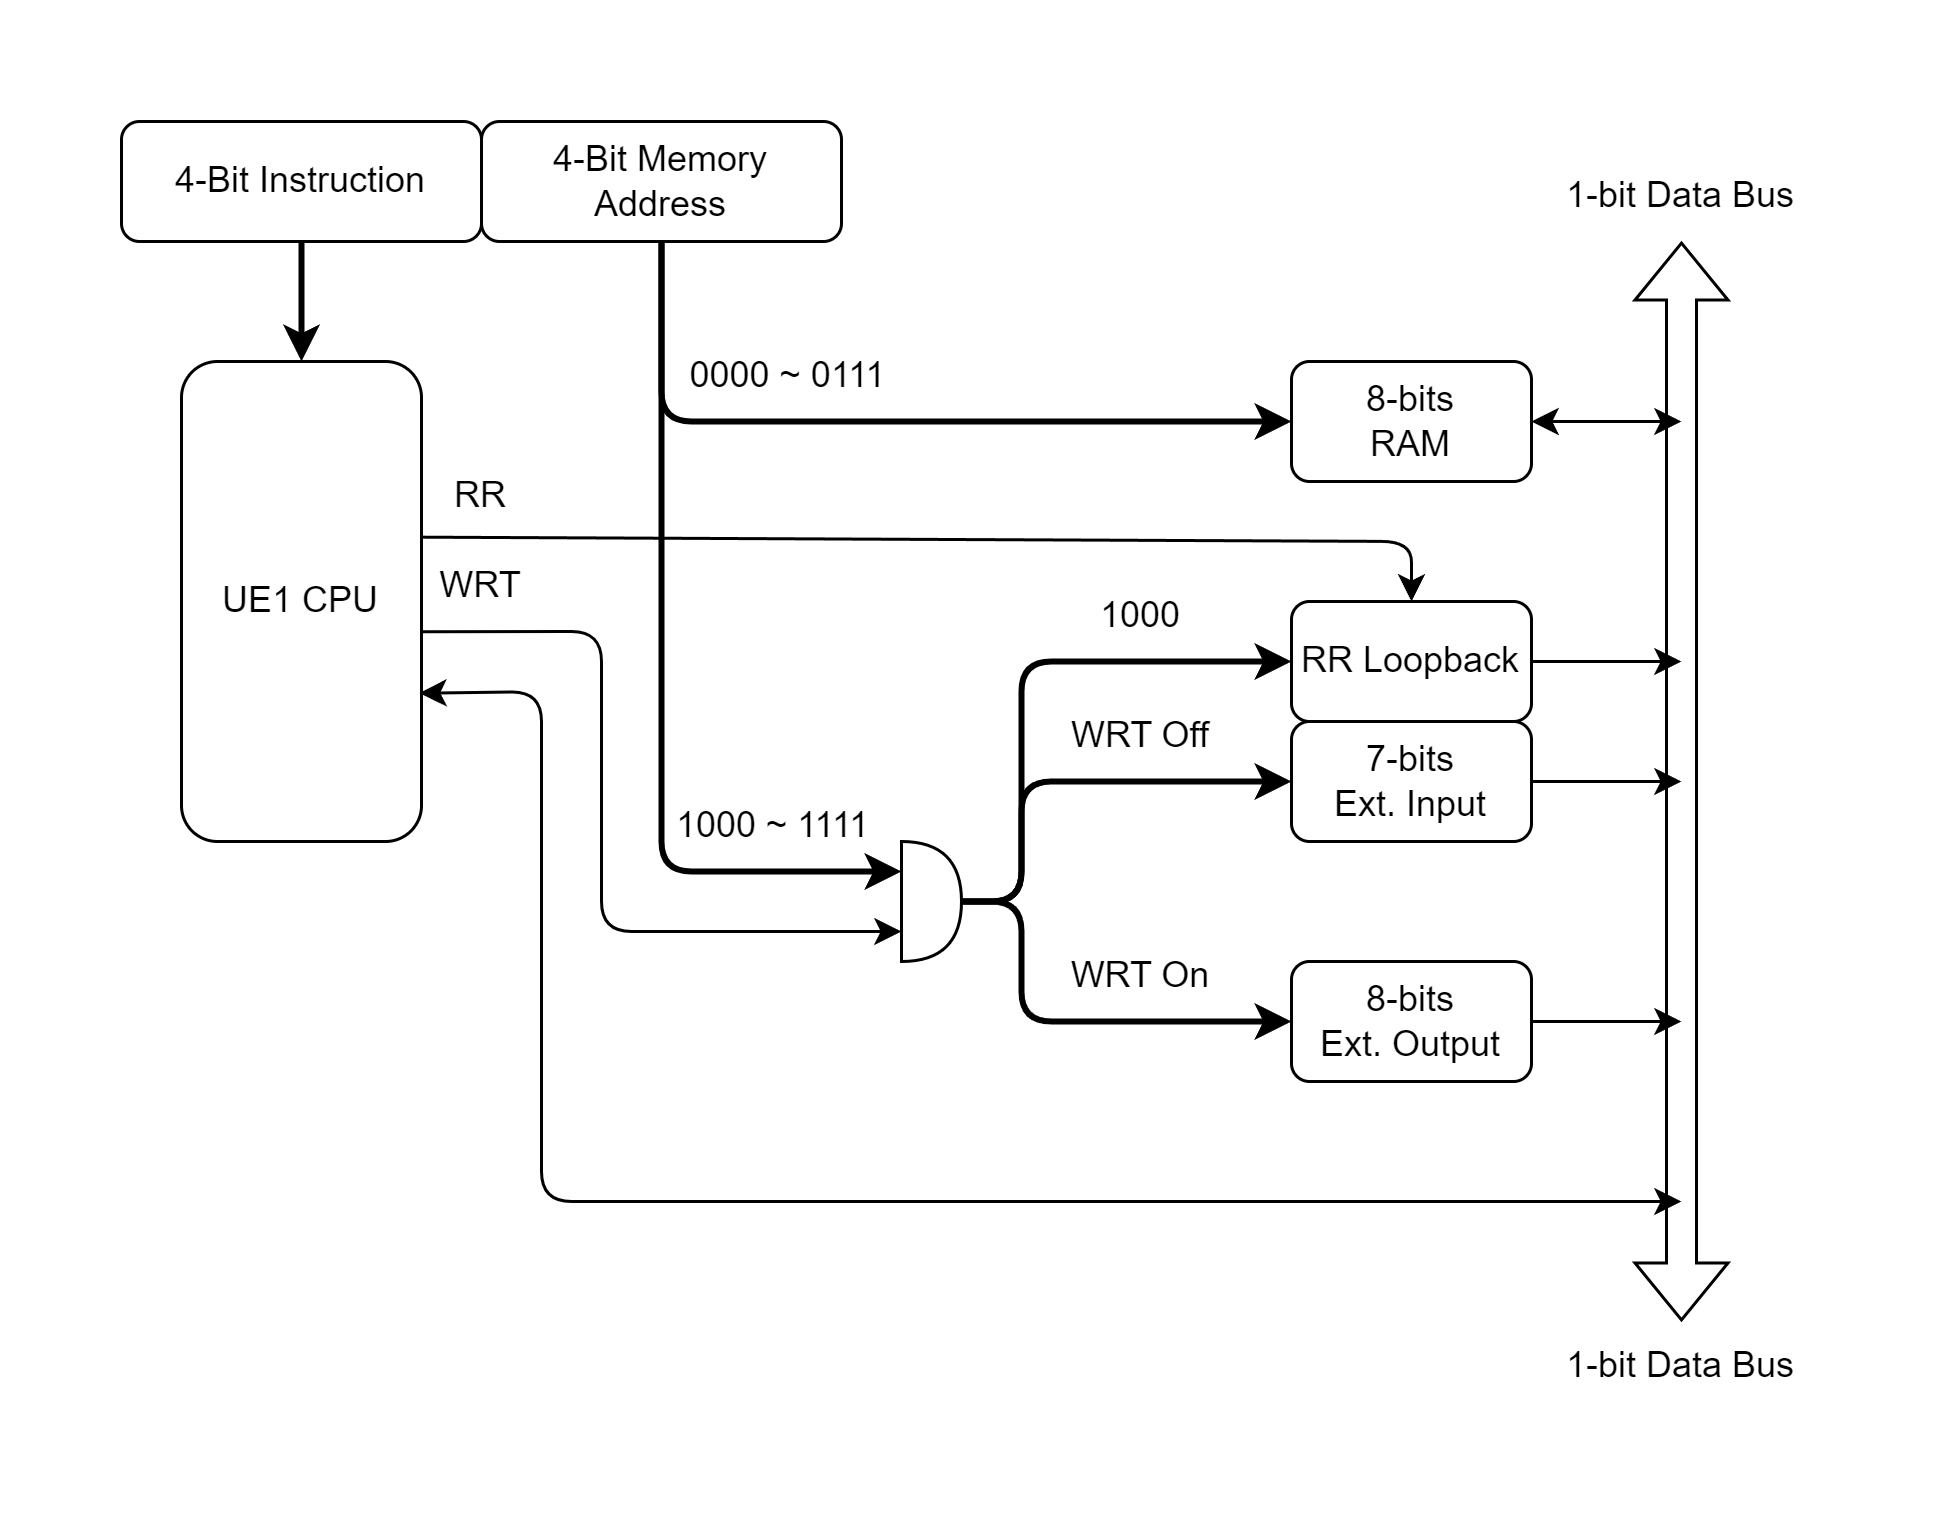 4-Bit Instruction
4-Bit Memory
Address
1-bit Data Bus
0000 ~ 0111
8-bits
RAM
RR
UE1 CPU
WRT
1000
RR Loopback
WRT Off
7-bits
Ext. Input
1000 ~ 1111
WRT On
8-bits
Ext. Output
1-bit Data Bus